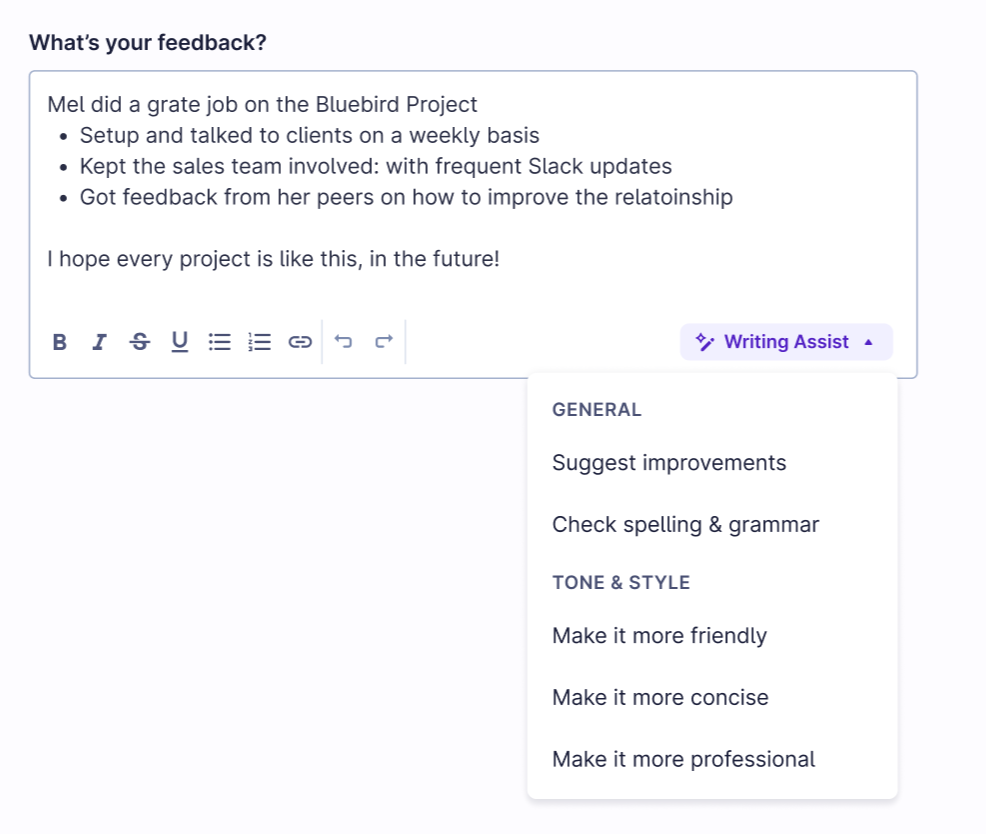 What's your feedback?
Mel did a grate job on the Bluebird Project
• Setup and talked to clients on a weekly basis
• Kept the sales team involved: with frequent Slack updates
• Got feedback from her peers on how to improve the relatoinship
I hope every project is like this, in the future!
B I S U Writing Assist
GENERAL
Suggest improvements
Check spelling & grammar
TONE & STYLE
Make it more friendly
Make it more concise
Make it more professional